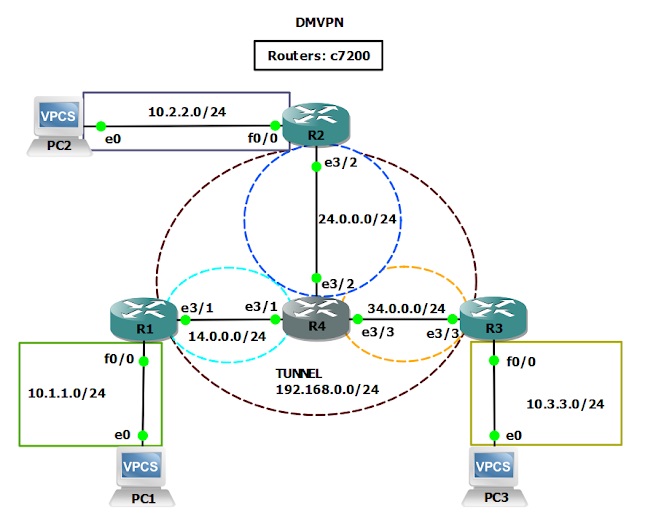 DMVPN
Routers: c7200
VPCS
PC2
e0
10.2.2.0/24
f0/0
R2
e3/2
24.0.0.0/24
e3/2
R1
e3/1
14.0.0.0/24
e3/1
R4
e3/3
34.0.0.0/24
e3/3
R3
TUNNEL
192.168.0.0/24
f0/0
10.1.1.0/24
e0
VPCS
PC1
f0/0
10.3.3.0/24
e0
VPCS
PC3